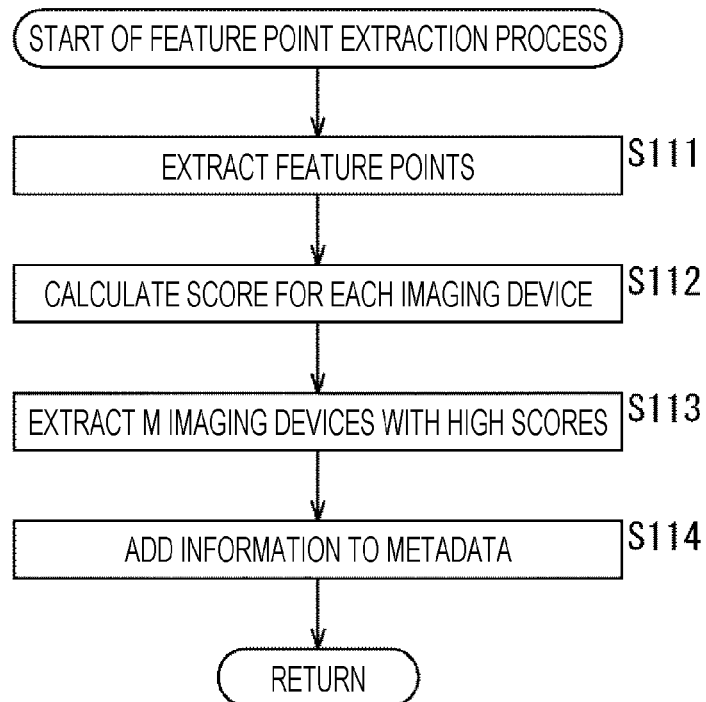 START OF FEATURE POINT EXTRACTION PROCESS
EXTRACT FEATURE POINTS
S111
CALCULATE SCORE FOR EACH IMAGING DEVICE
S112
EXTRACT M IMAGING DEVICES WITH HIGH SCORES
S113
ADD INFORMATION TO METADATA
S114
RETURN